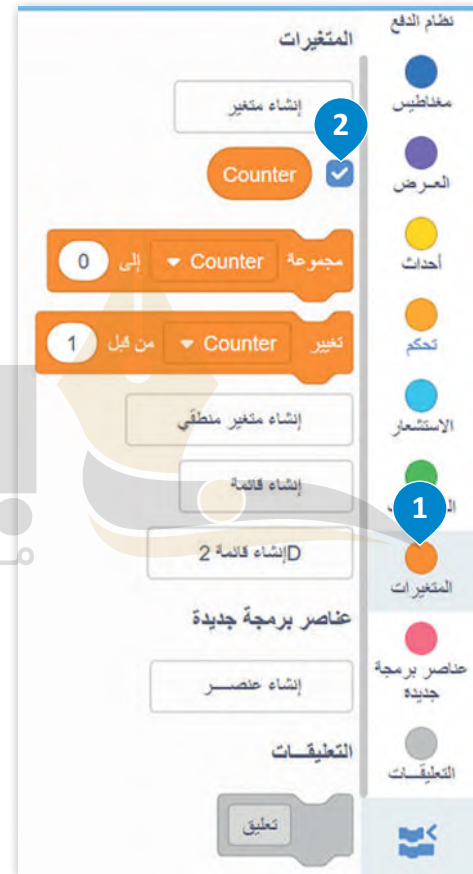 نظام الدفع
مغناطيس
العرض
أحداث
تحكم
الاستشعار
1
المتغيرات
عناصر برمجة
جديدة
التعليقات
المتغيرات
إنشاء متغير
2
Counter
مجموعة Counter إلى 0
تغيير Counter من قبل 1
إنشاء متغير منطقي
إنشاء قائمة
إنشاء قائمة 2D
عناصر برمجة جديدة
إنشاء عنصر
التعليقات
تعليق